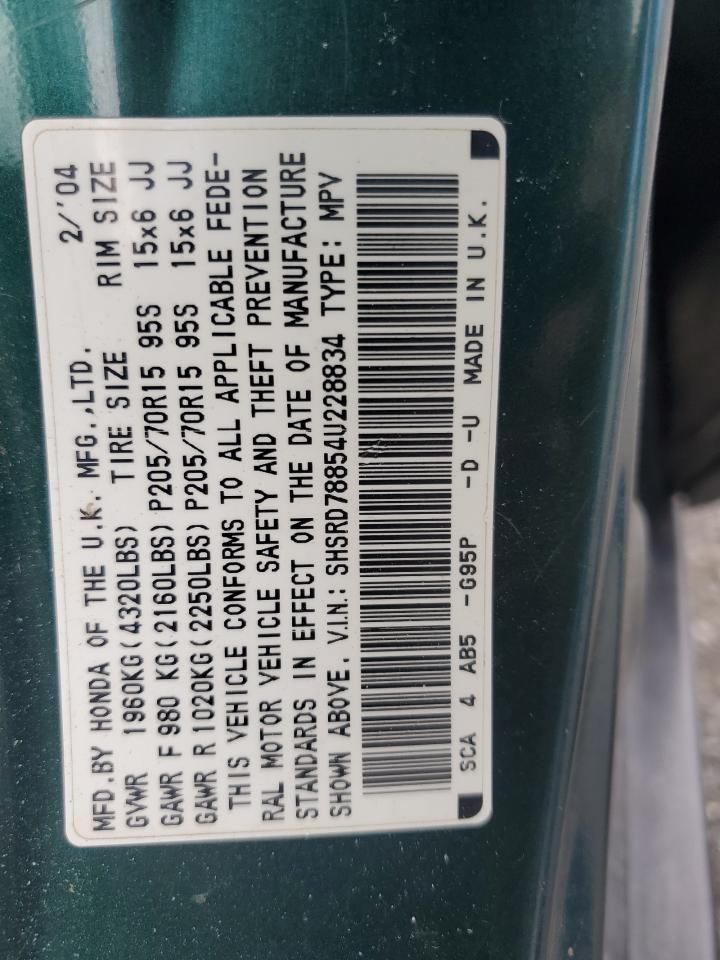 MFD.BY HONDA OF THE U.K. MFG.,LTD. 2/'04
GVWR 1960KG(4320LBS) TIRE SIZE RIM SIZE
GAWR F 980 KG(2160LBS)P205/70R15 95S 15x6 JJ
GAWR R 1020KG(2250LBS)P205/70R15 95S 15x6 JJ
THIS VEHICLE CONFORMS TO ALL APPLICABLE FEDE-
RAL MOTOR VEHICLE SAFETY AND THEFT PREVENTION
STANDARDS IN EFFECT ON THE DATE OF MANUFACTURE
SHOWN ABOVE. V.I.N.: SHSRD78854U228834 TYPE: MPV
SCA 4 AB5 -G95P -D -U MADE IN U.K.